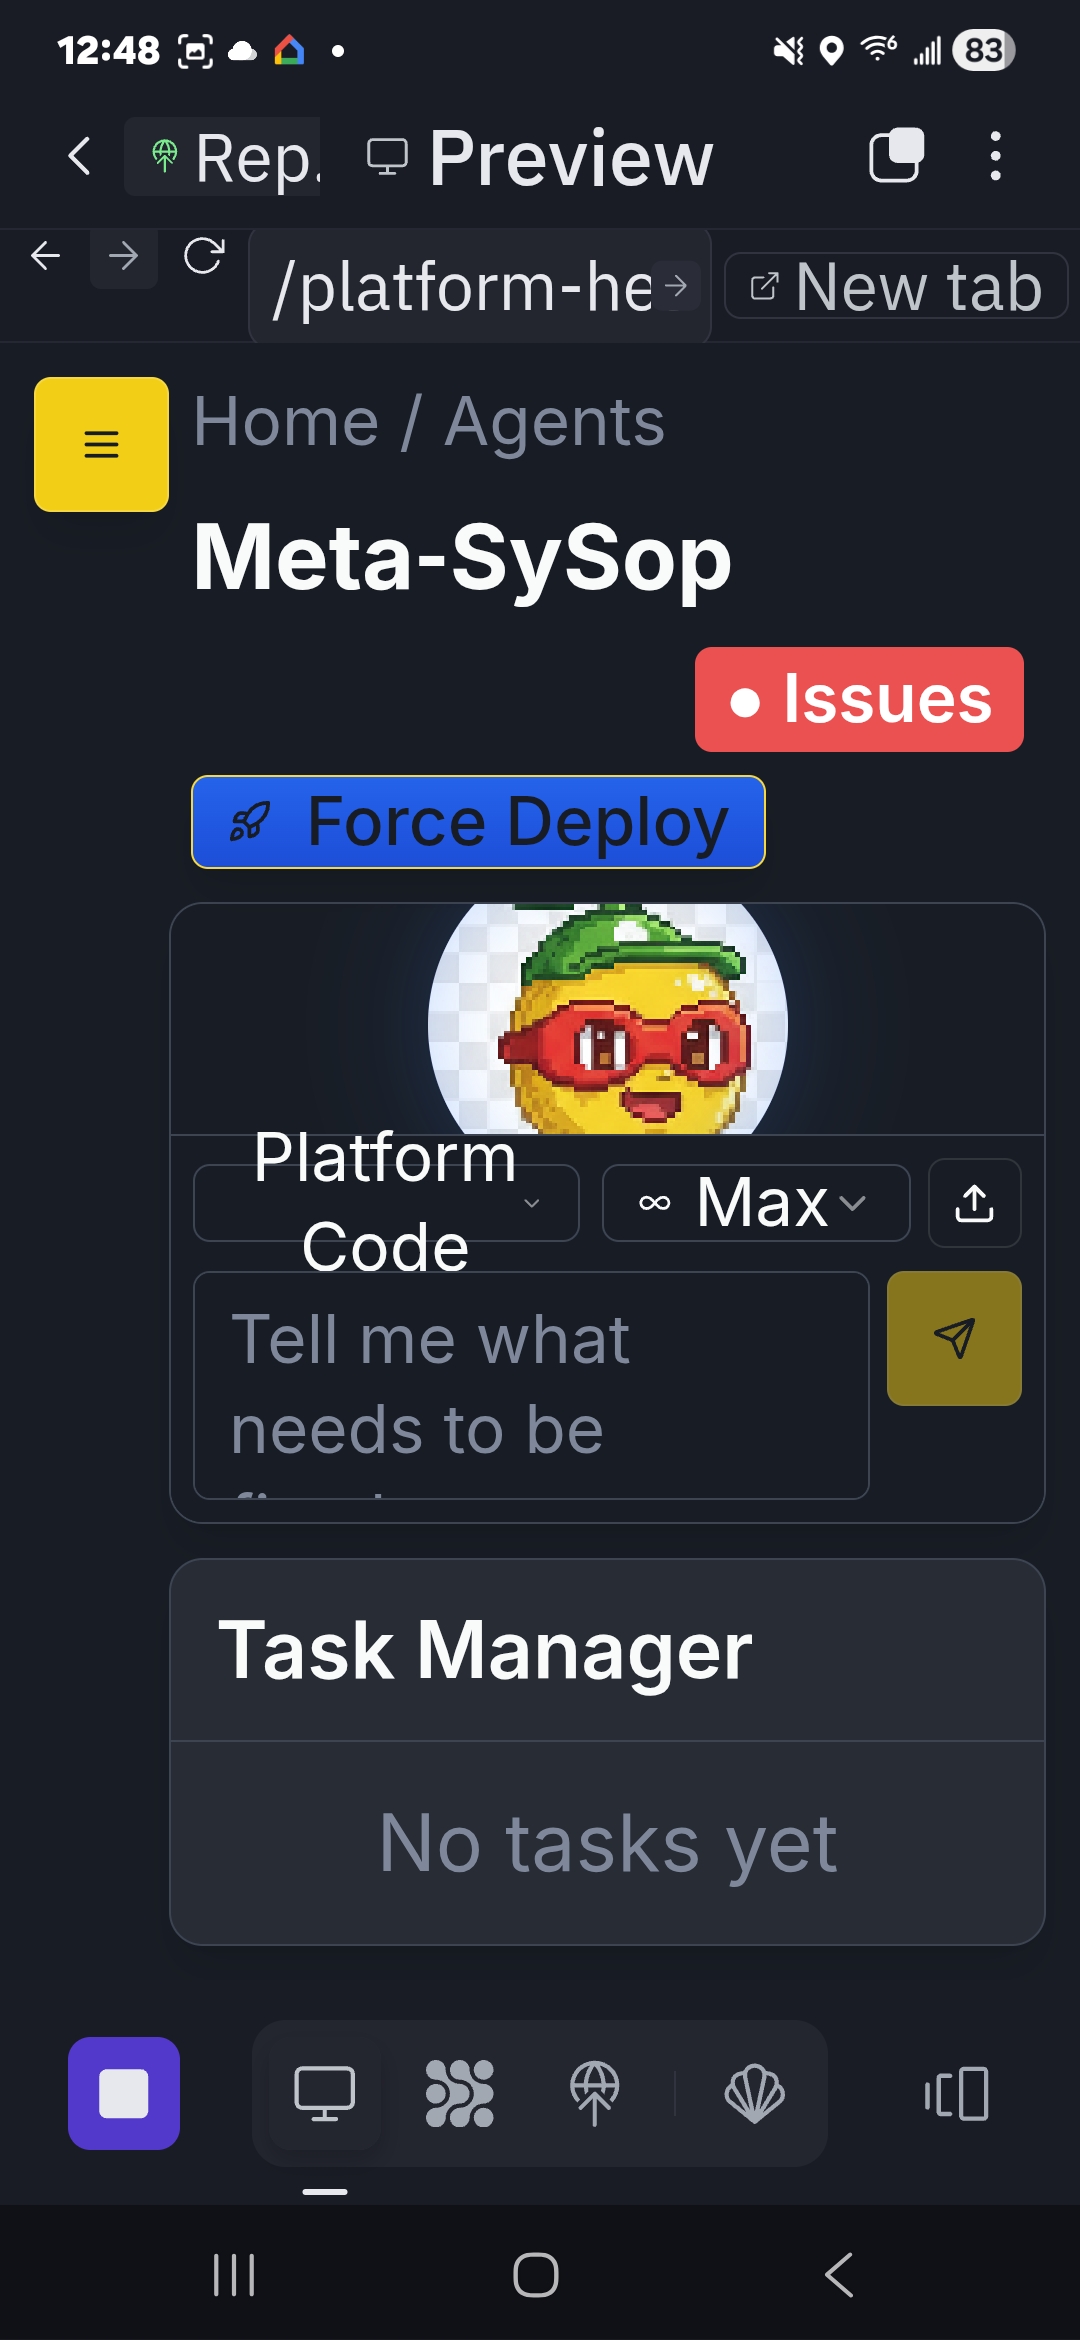 12:48
83
Rep.
Preview
/platform-he
New tab
Home / Agents
Meta-SySop
Issues
Force Deploy
Platform
Code
Max
Tell me what
needs to be
Task Manager
No tasks yet